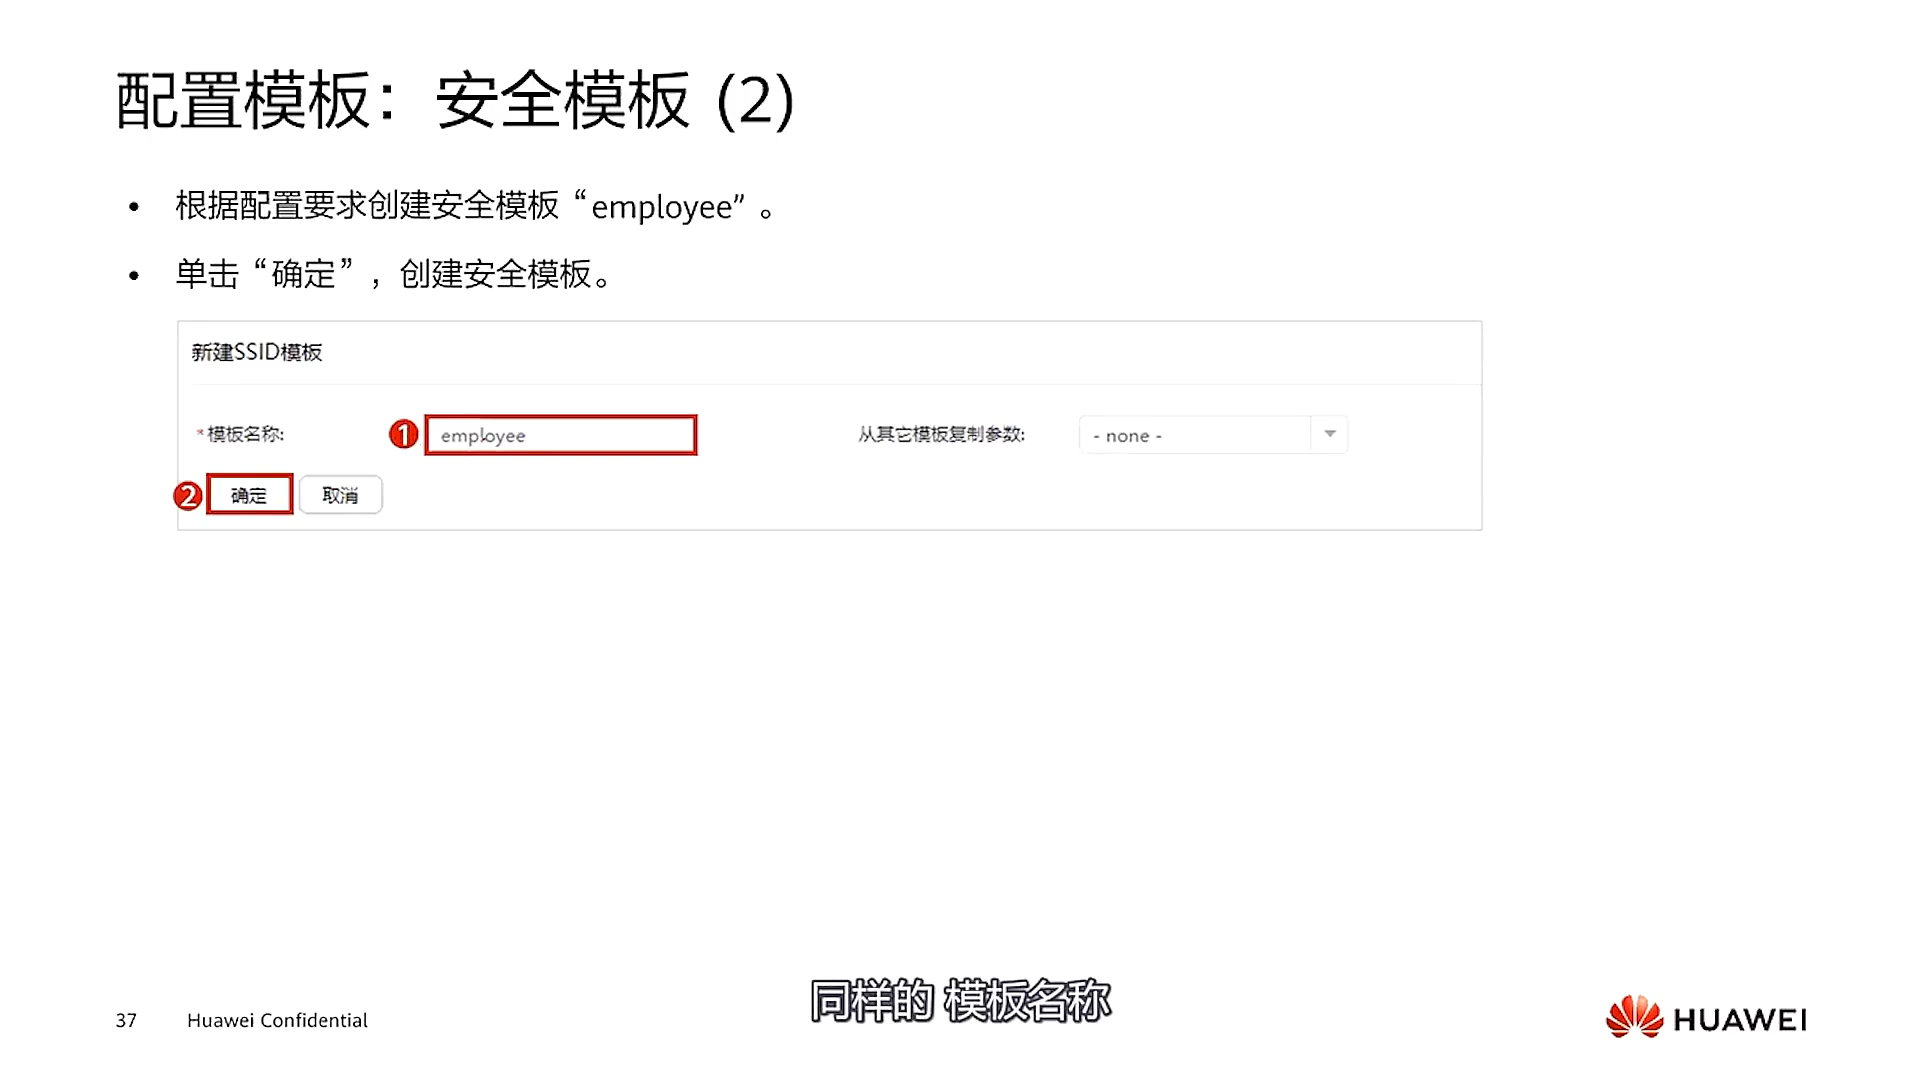 配置模板：安全模板 (2)
• 根据配置要求创建安全模板“employee”。
• 单击“确定”，创建安全模板。
新建SSID模板
*模板名称: 1 employee 从其它模板复制参数: - none -
2 确定 取消
同样的 模板名称
37 Huawei Confidential
HUAWEI